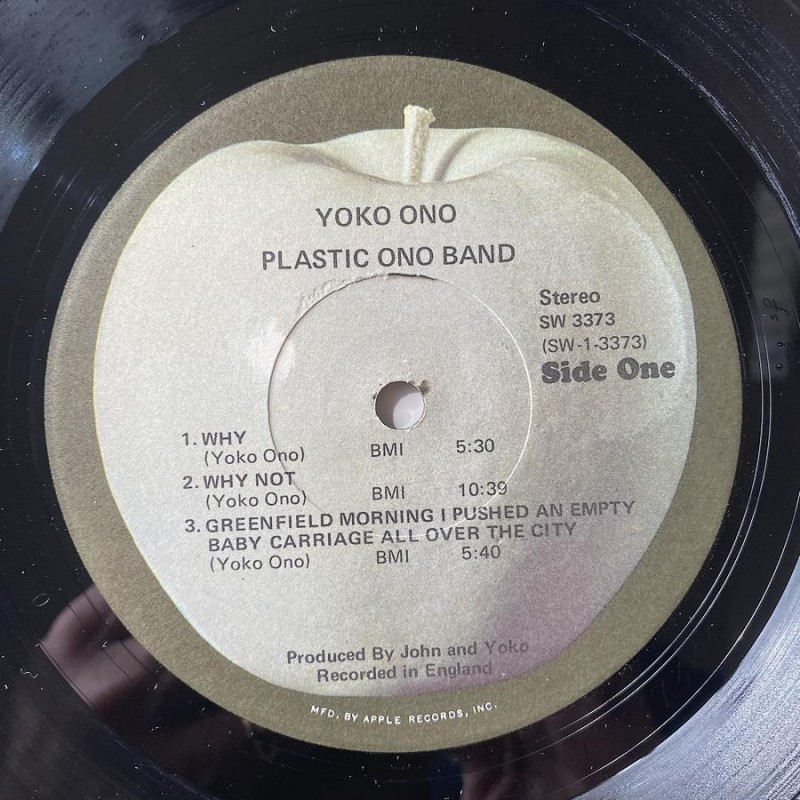 YOKO ONO
PLASTIC ONO BAND
Stereo
SW 3373
(SW-1-3373)
Side One
1. WHY
(Yoko Ono) BMI 5:30
2. WHY NOT
(Yoko Ono) BMI 10:39
3. GREENFIELD MORNING I PUSHED AN EMPTY
BABY CARRIAGE ALL OVER THE CITY
(Yoko Ono) BMI 5:40
Produced By John and Yoko
Recorded in England
MFD. BY APPLE RECORDS, INC.